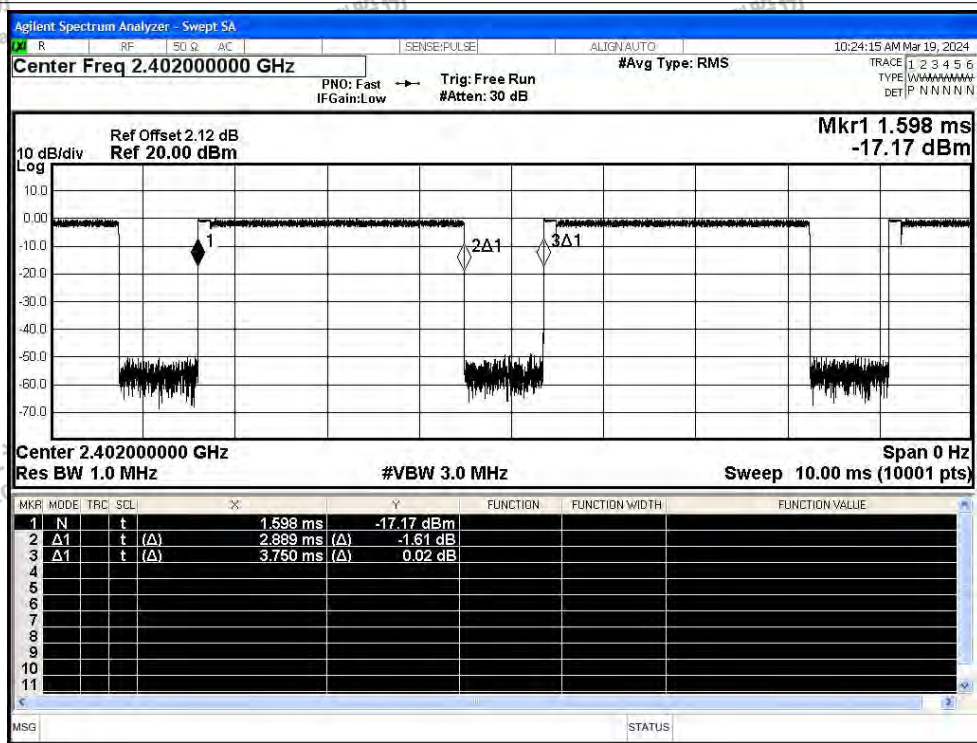 Agilent Spectrum Analyzer - Swept SA
R RF 50 Ω AC SENSE:PULSE ALIGN AUTO 10:24:15 AM Mar 19, 2024
Center Freq 2.402000000 GHz #Avg Type: RMS TRACE 1 2 3 4 5 6
PNO: Fast Trig: Free Run TYPE WWWWWW
IFGain:Low #Atten: 30 dB DET P N N N N N
Mkr1 1.598 ms
Ref Offset 2.12 dB
10 dB/div Ref 20.00 dBm -17.17 dBm
Log
10.0
0.00
1 2Δ1 3Δ1
-10.0
-20.0
-30.0
-40.0
-50.0
-60.0
-70.0
Center 2.402000000 GHz Span 0 Hz
Res BW 1.0 MHz #VBW 3.0 MHz Sweep 10.00 ms (10001 pts)
MKR MODE TRC SCL X Y FUNCTION FUNCTION WIDTH FUNCTION VALUE
1 N t 1.598 ms -17.17 dBm
2 Δ1 t (Δ) 2.889 ms (Δ) -1.61 dB
3 Δ1 t (Δ) 3.750 ms (Δ) 0.02 dB
4
5
6
7
8
9
10
11
MSG STATUS